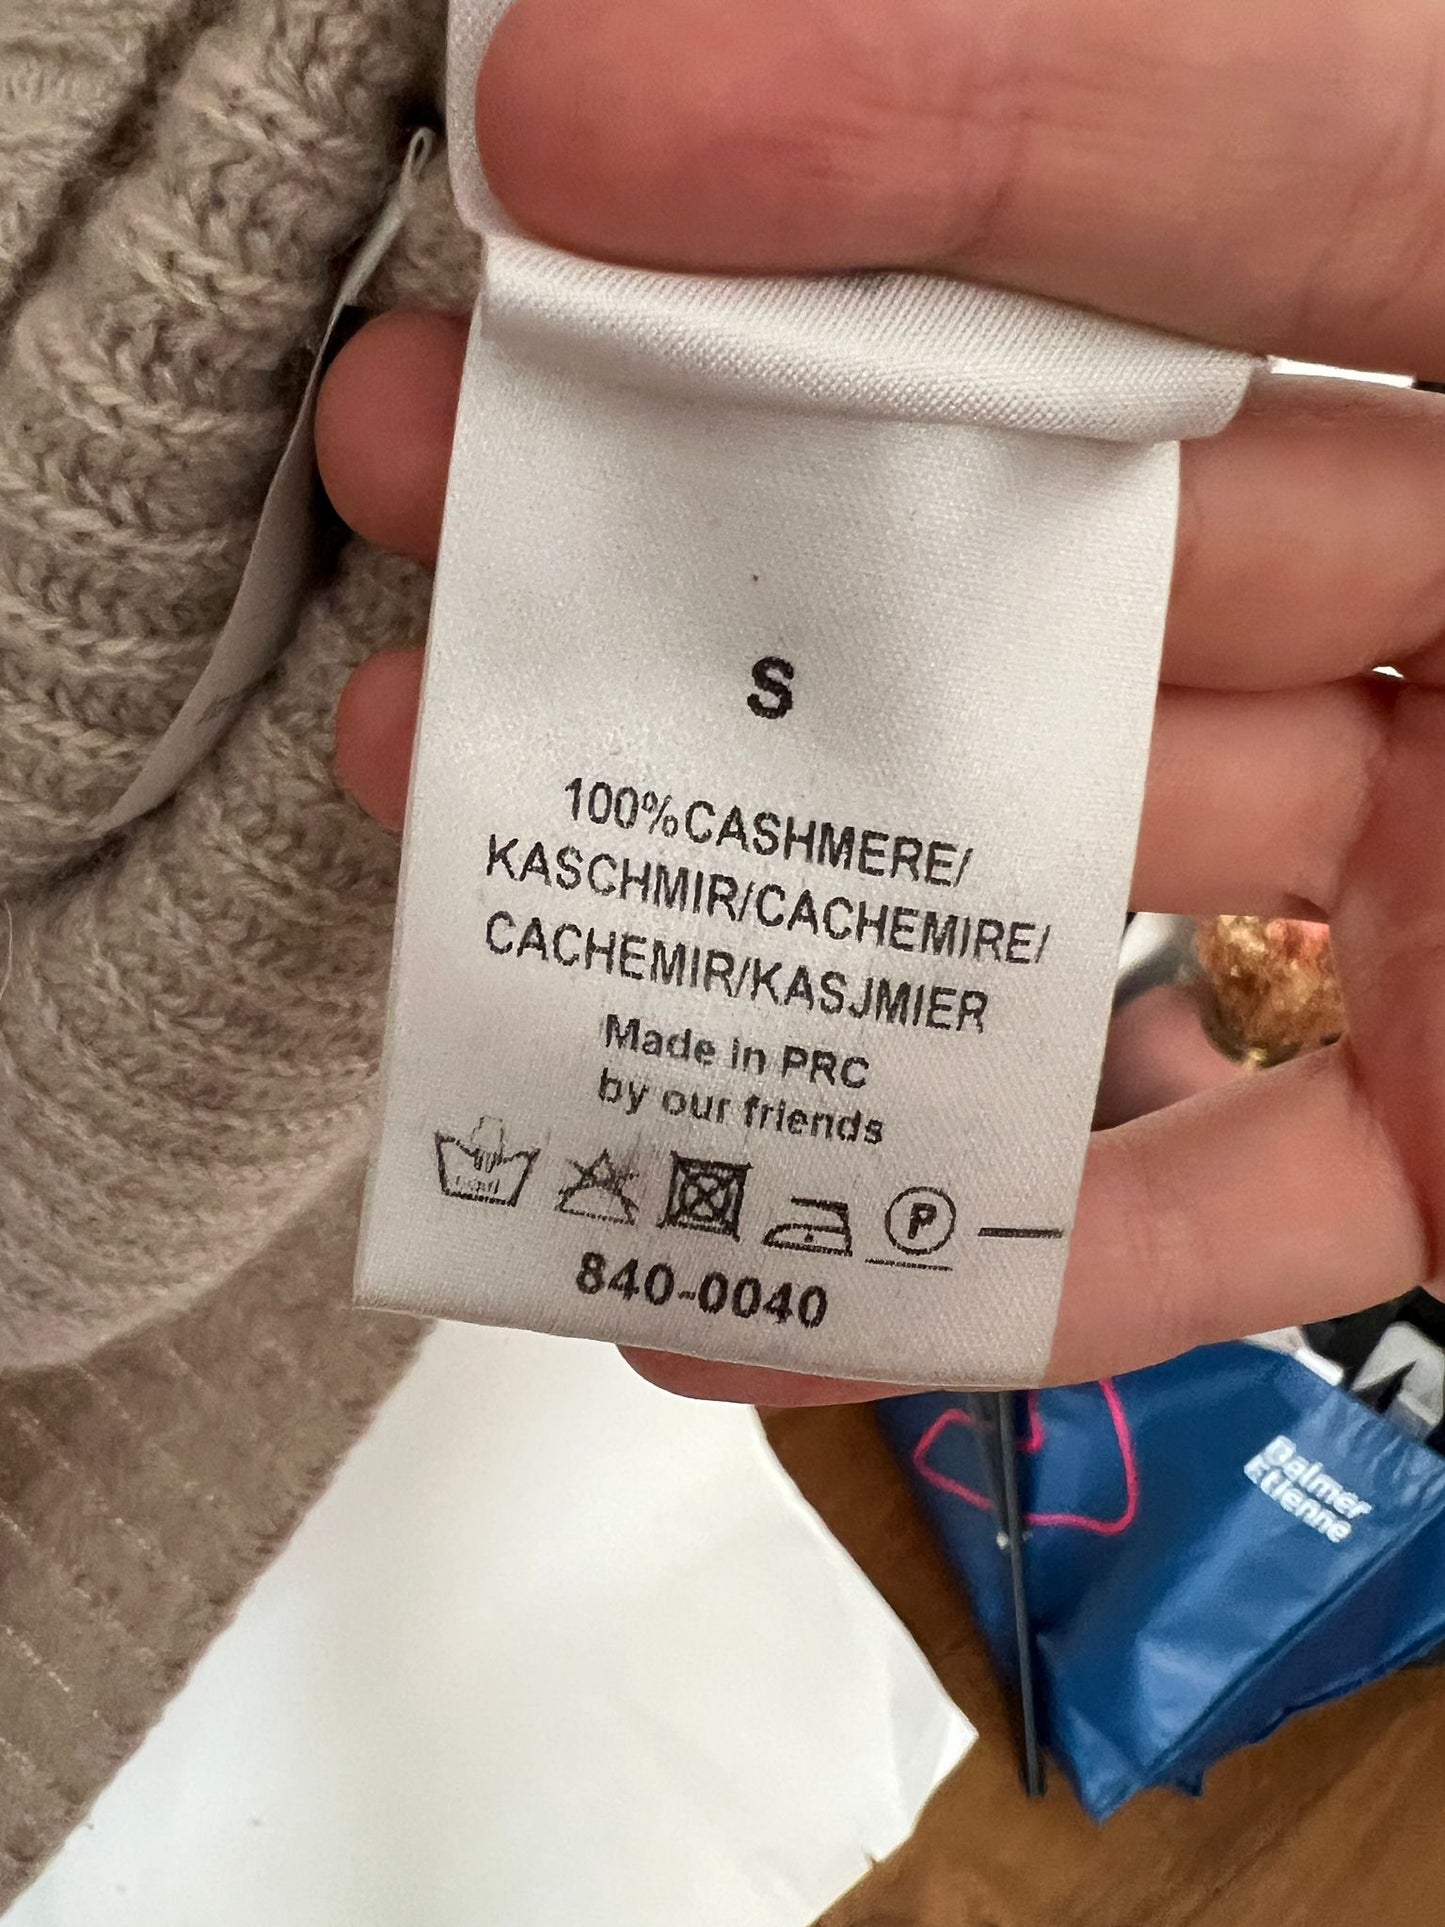 S
100%CASHMERE/
KASCHMIR/CACHEMIRE/
CACHEMIR/KASJMIER
Made in PRC
by our friends
P
840-0040
Dalmer
Etienne